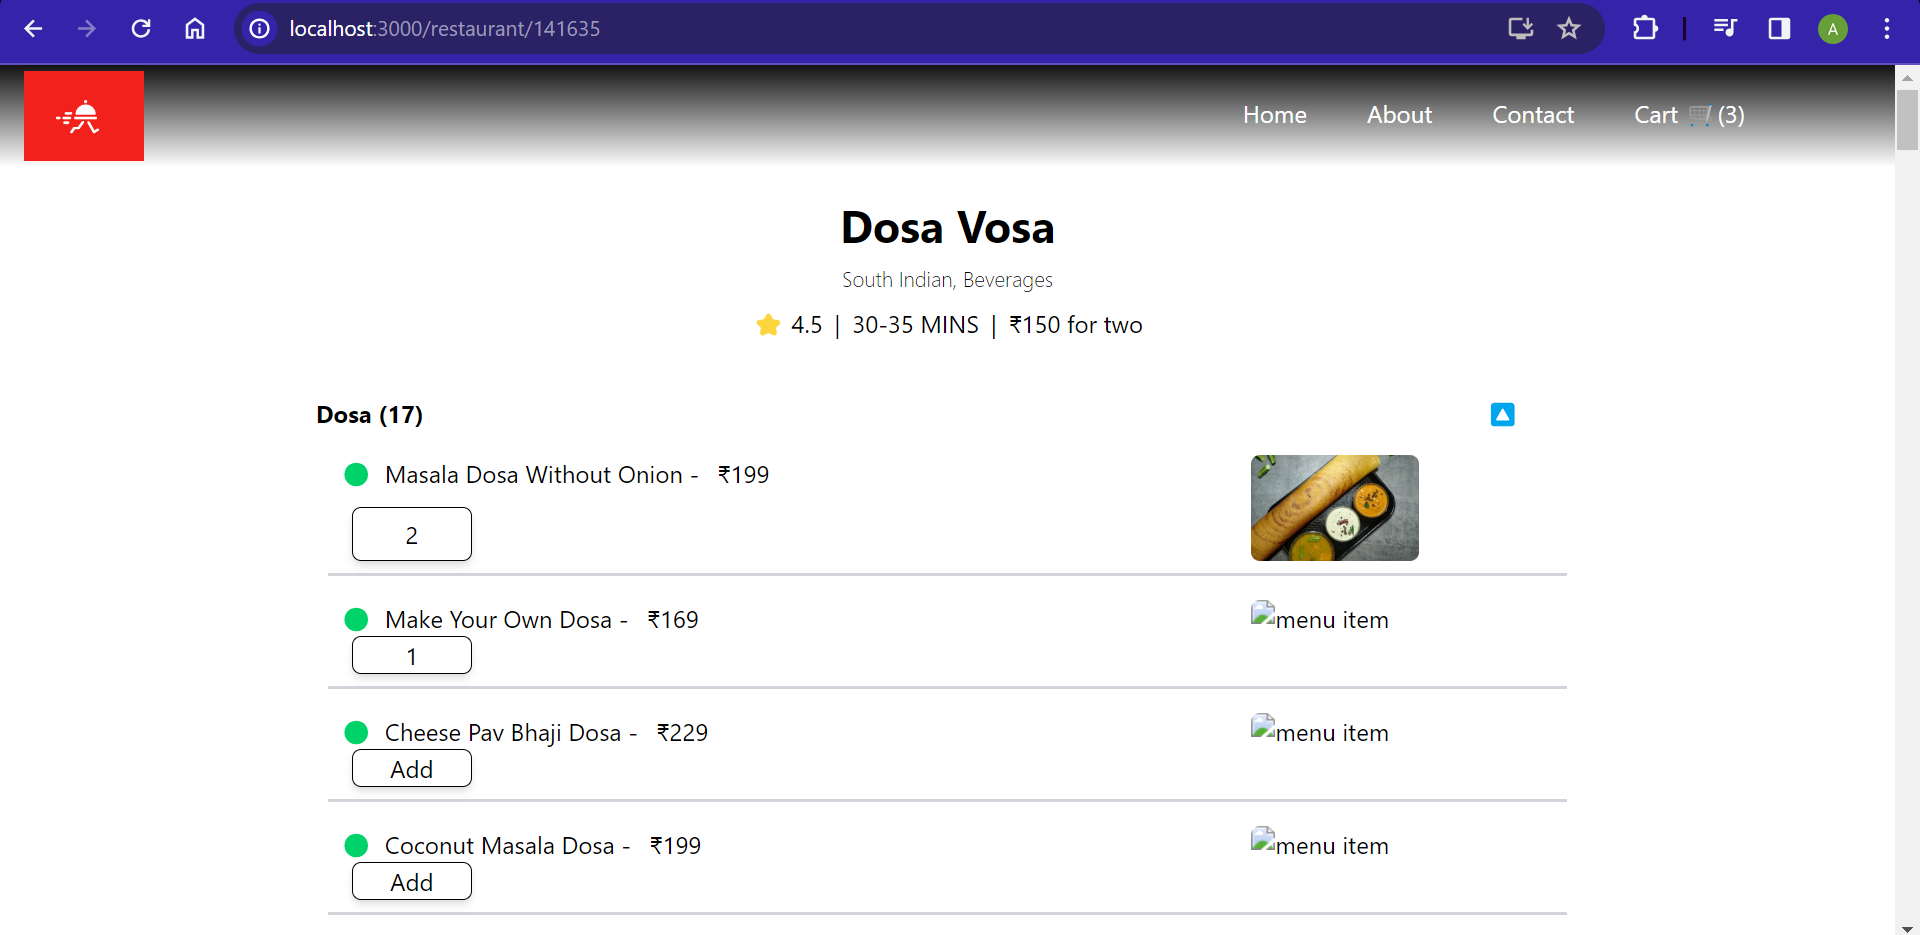 localhost:3000/restaurant/141635
A
Home About Contact Cart 🛒(3)
Dosa Vosa
South Indian, Beverages
⭐ 4.5 | 30-35 MINS | ₹150 for two
Dosa (17) 🔼
Masala Dosa Without Onion - ₹199
2
Make Your Own Dosa - ₹169
menu item
1
Cheese Pav Bhaji Dosa - ₹229
menu item
Add
Coconut Masala Dosa - ₹199
menu item
Add